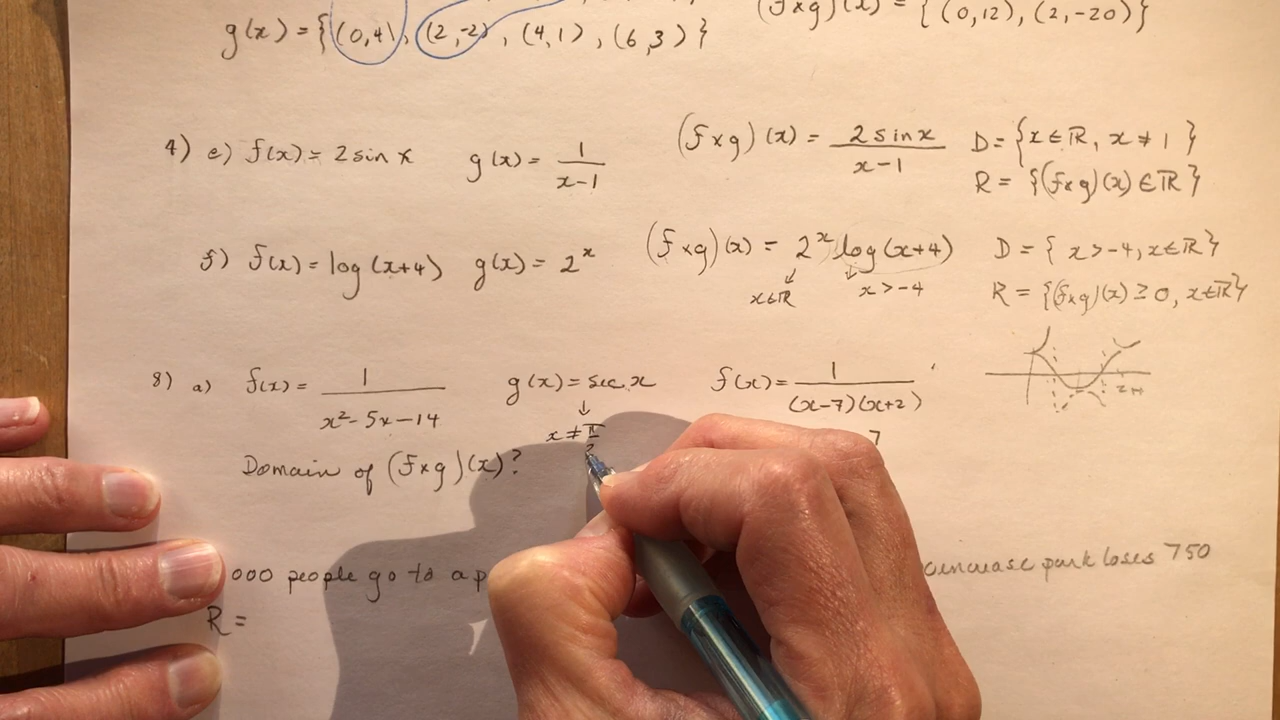 (f×g)(x) = {(0,12), (2,-20)}
g(x) = {(0,4), (2,-2), (4,1), (6,3)}
4) e) f(x) = 2 sin x g(x) = 1/(x-1) (f×g)(x) = 2 sin x/(x-1) D = {x∈ℝ, x ≠ 1}
R = {(f×g)(x) ∈ ℝ}
f) f(x) = log(x+4) g(x) = 2^x (f×g)(x) = 2^x log(x+4) D = {x > -4, x∈ℝ}
x∈ℝ x > -4 R = {(f×g)(x) ≥ 0, x∈ℝ}
8) a) f(x) = 1/(x²-5x-14) g(x) = sec x f(x) = 1/((x-7)(x+2))
x ≠ π/2 7
Domain of (f×g)(x)?
000 people go to a p park loses 750
R =